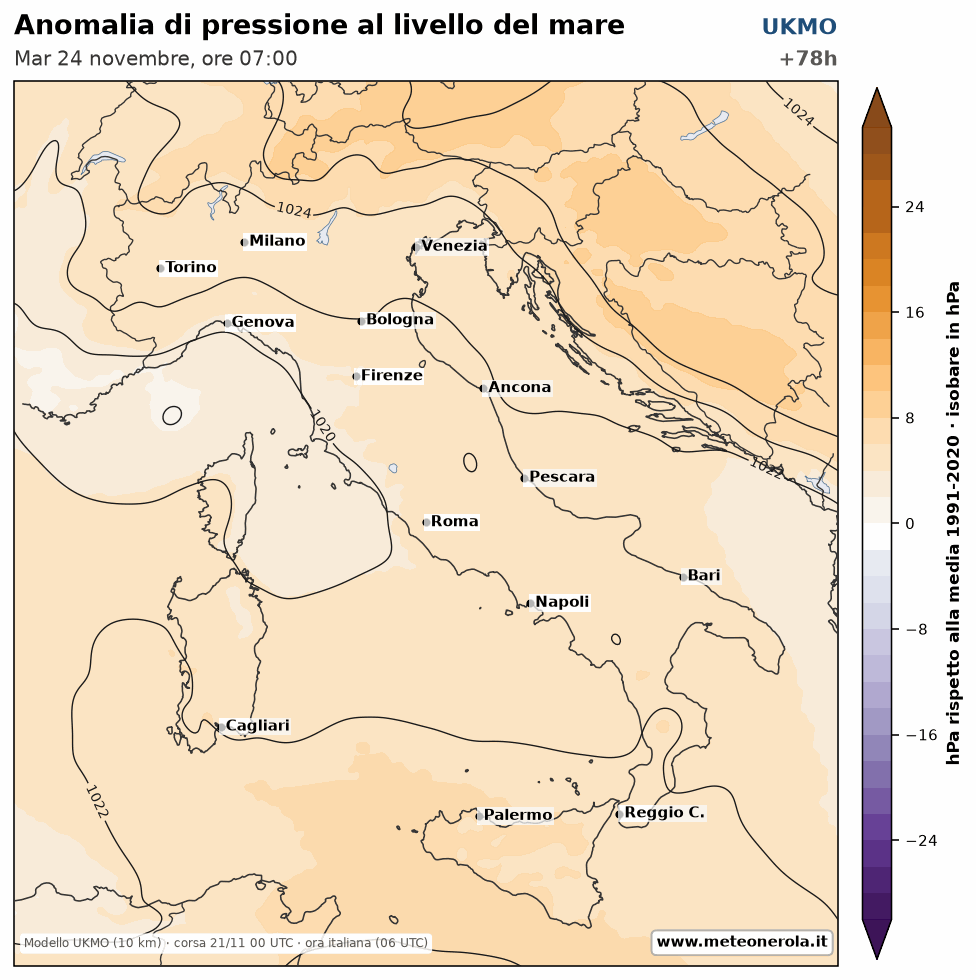 Anomalia di pressione al livello del mare
UKMO
Mar 24 novembre, ore 07:00
+78h
1024
1024
Milano
Venezia
Torino
Genova
Bologna
Firenze
Ancona
1020
1022
Pescara
Roma
Bari
Napoli
Cagliari
1022
Palermo
Reggio C.
Modello UKMO (10 km) · corsa 21/11 00 UTC · ora italiana (06 UTC)
www.meteonerola.it
24
16
8
0
−8
−16
−24
hPa rispetto alla media 1991-2020 · isobare in hPa